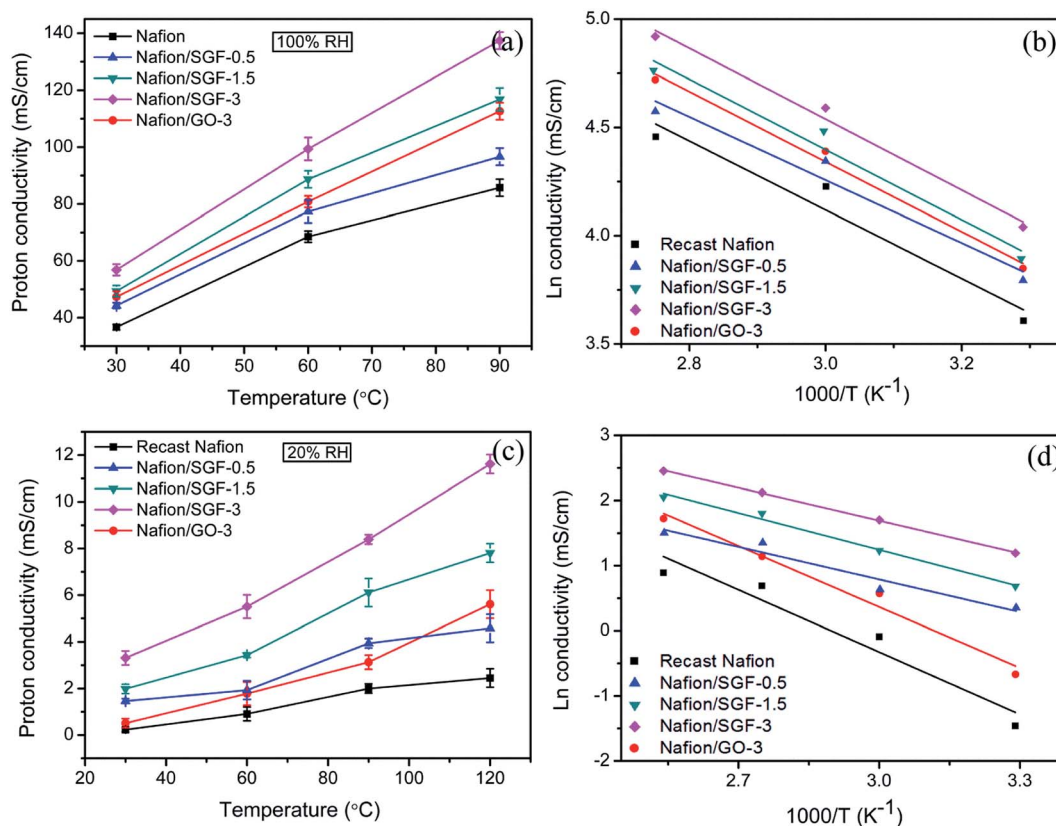 (a)
100% RH
Nafion
Nafion/SGF-0.5
Nafion/SGF-1.5
Nafion/SGF-3
Nafion/GO-3
Proton conductivity (mS/cm)
140
120
100
80
60
40
30
40
50
60
70
80
90
Temperature (°C)
(b)
Ln conductivity (mS/cm)
5.0
4.5
4.0
3.5
Recast Nafion
Nafion/SGF-0.5
Nafion/SGF-1.5
Nafion/SGF-3
Nafion/GO-3
2.8
3.0
3.2
1000/T (K-1)
(c)
20% RH
Recast Nafion
Nafion/SGF-0.5
Nafion/SGF-1.5
Nafion/SGF-3
Nafion/GO-3
Proton conductivity (mS/cm)
12
10
8
6
4
2
0
20
40
60
80
100
120
Temperature (°C)
(d)
Ln conductivity (mS/cm)
3
2
1
0
-1
-2
Recast Nafion
Nafion/SGF-0.5
Nafion/SGF-1.5
Nafion/SGF-3
Nafion/GO-3
2.7
3.0
3.3
1000/T (K-1)